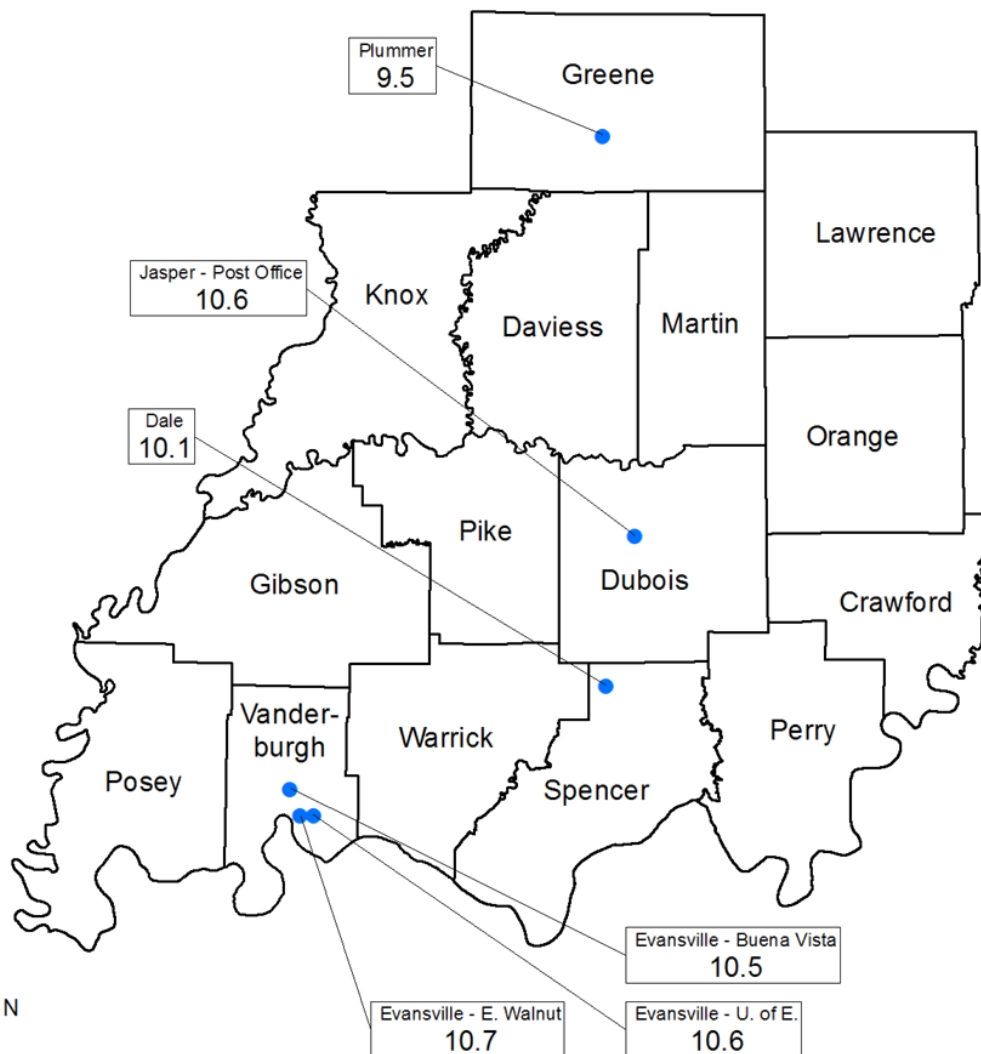 Plummer
9.5
Greene
Lawrence
Jasper - Post Office
10.6
Knox
Daviess
Martin
Dale
10.1
Orange
Pike
Gibson
Dubois
Crawford
Vander-
burgh
Warrick
Perry
Posey
Spencer
Evansville - Buena Vista
10.5
N
Evansville - E. Walnut
10.7
Evansville - U. of E.
10.6